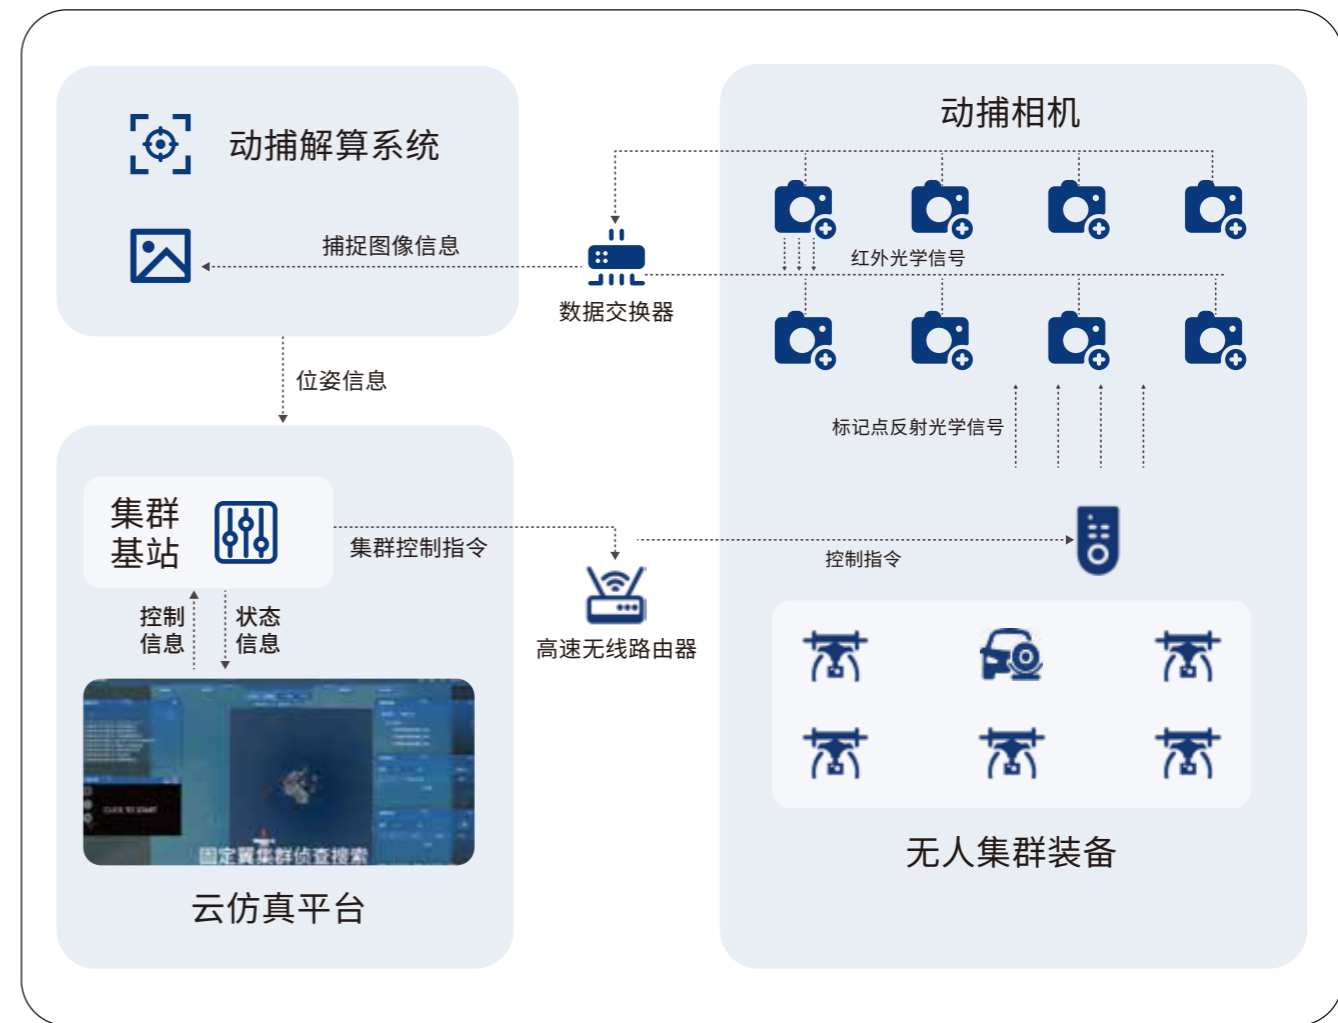 动捕解算系统
捕捉图像信息
数据交换器
动捕相机
红外光学信号
标记点反射光学信号
位姿信息
集群
基站
集群控制指令
控制指令
高速无线路由器
控制
信息
状态
信息
CLICK TO START
固定翼集群侦查搜索
云仿真平台
无人集群装备